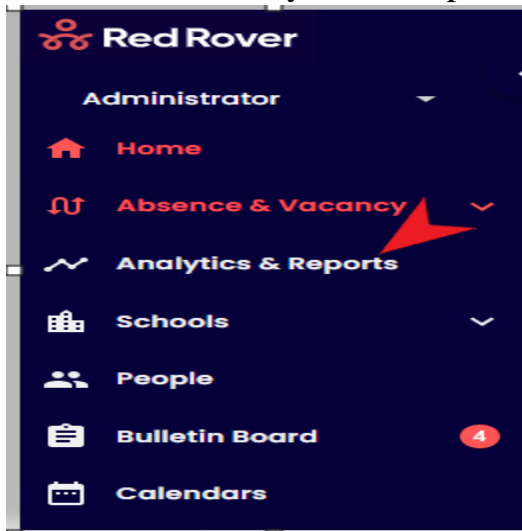 Red Rover
Administrator
Home
Absence & Vacancy
Analytics & Reports
Schools
People
Bulletin Board 4
Calendars